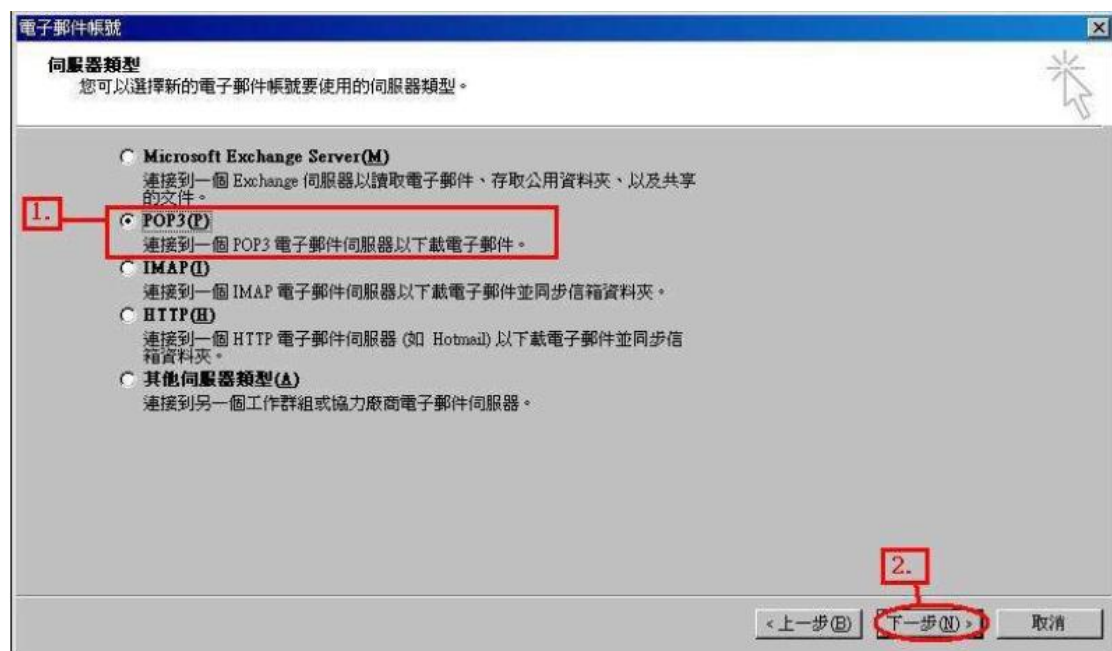 電子郵件帳號
伺服器類型
您可以選擇新的電子郵件帳號要使用的伺服器類型。
Microsoft Exchange Server(M)
連接到一個 Exchange 伺服器以讀取電子郵件、存取公用資料夾、以及共享
的文件。
1.
POP3(P)
連接到一個 POP3 電子郵件伺服器以下載電子郵件。
IMAP(I)
連接到一個 IMAP 電子郵件伺服器以下載電子郵件並同步信箱資料夾。
HTTP(H)
連接到一個 HTTP 電子郵件伺服器 (如 Hotmail) 以下載電子郵件並同步信
箱資料夾。
其他伺服器類型(A)
連接到另一個工作群組或協力廠商電子郵件伺服器。
2.
<上一步(B)
下一步(N)>
取消